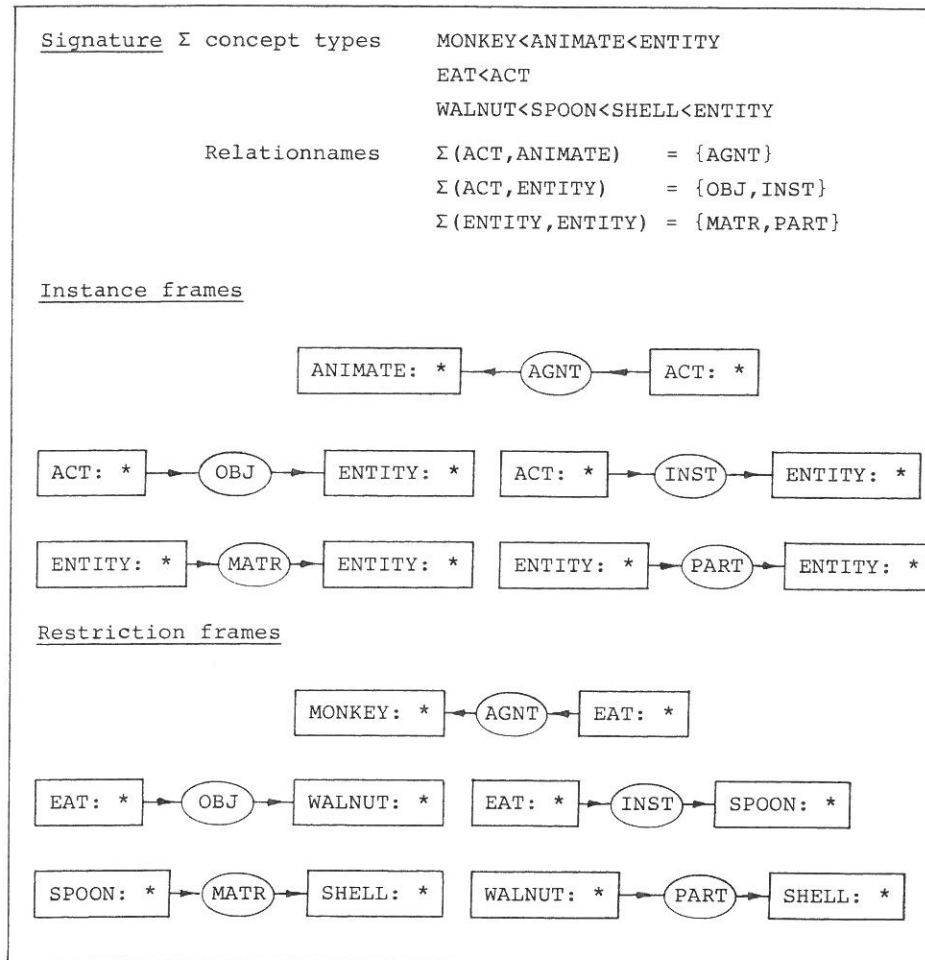 Signature Σ concept types MONKEY<ANIMATE<ENTITY
EAT<ACT
WALNUT<SPOON<SHELL<ENTITY
Relationnames Σ(ACT,ANIMATE) = {AGNT}
Σ(ACT,ENTITY) = {OBJ,INST}
Σ(ENTITY,ENTITY) = {MATR,PART}
Instance frames
ANIMATE: * AGNT ACT: *
ACT: * OBJ ENTITY: * ACT: * INST ENTITY: *
ENTITY: * MATR ENTITY: * ENTITY: * PART ENTITY: *
Restriction frames
MONKEY: * AGNT EAT: *
EAT: * OBJ WALNUT: * EAT: * INST SPOON: *
SPOON: * MATR SHELL: * WALNUT: * PART SHELL: *